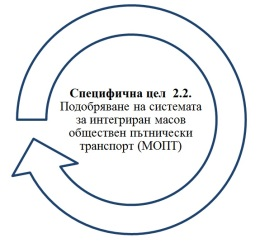 Специфична цел  2.2.
Подобряване на системата
за интегриран масов
обществен пътнически
транспорт (МОПТ)